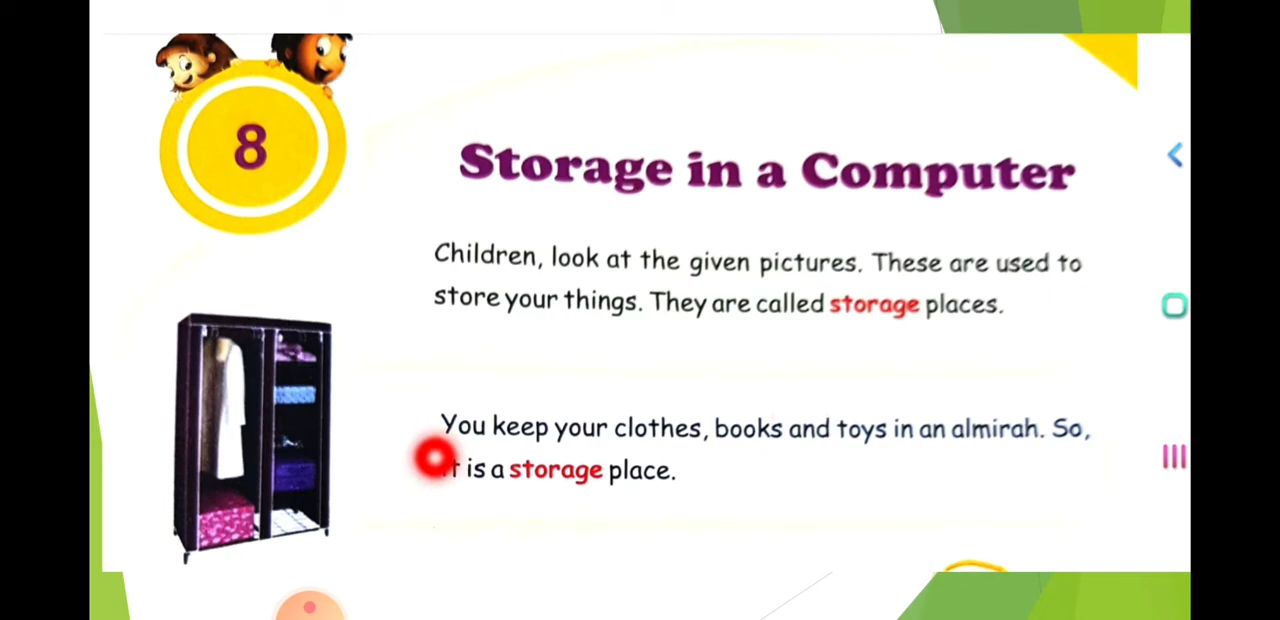 8
Storage in a Computer
Children, look at the given pictures. These are used to
store your things. They are called storage places.
You keep your clothes, books and toys in an almirah. So,
is a storage place.